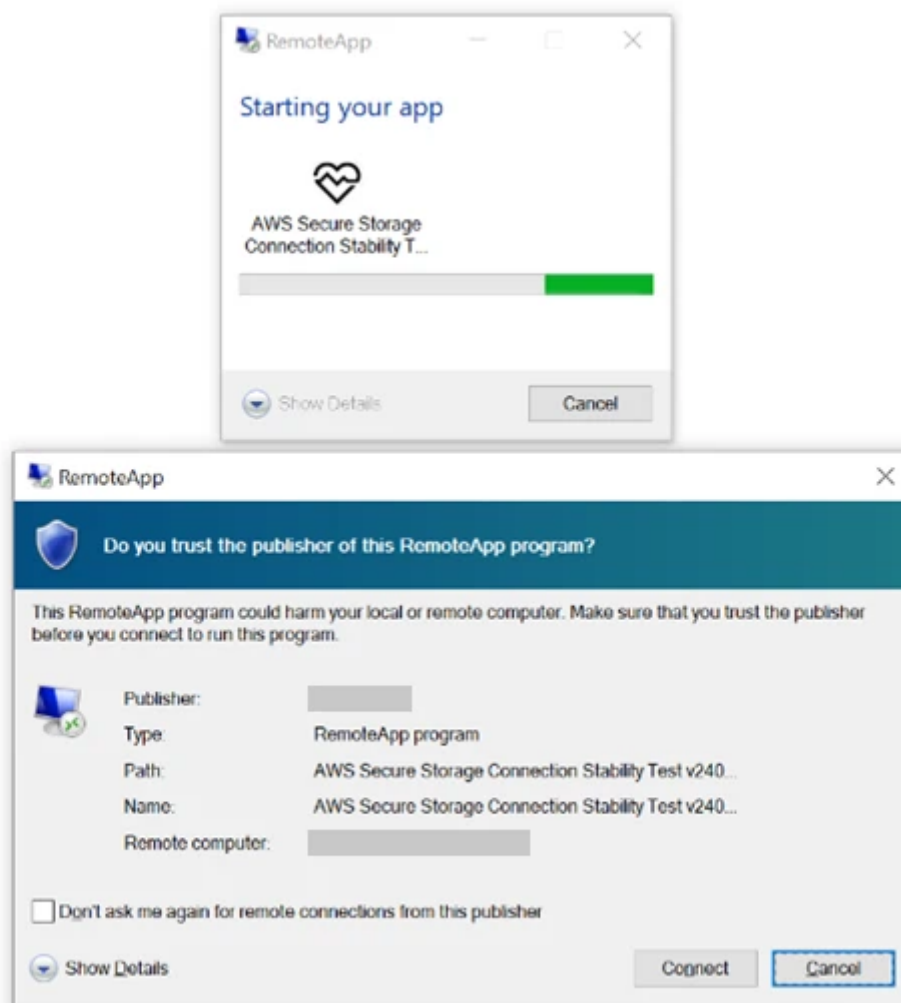 RemoteApp
Starting your app
AWS Secure Storage
Connection Stability T...
Show Details
Cancel
RemoteApp
Do you trust the publisher of this RemoteApp program?
This RemoteApp program could harm your local or remote computer. Make sure that you trust the publisher
before you connect to run this program.
Publisher:
Type: RemoteApp program
Path: AWS Secure Storage Connection Stability Test v240...
Name: AWS Secure Storage Connection Stability Test v240...
Remote computer:
Don't ask me again for remote connections from this publisher
Show Details Connect Cancel